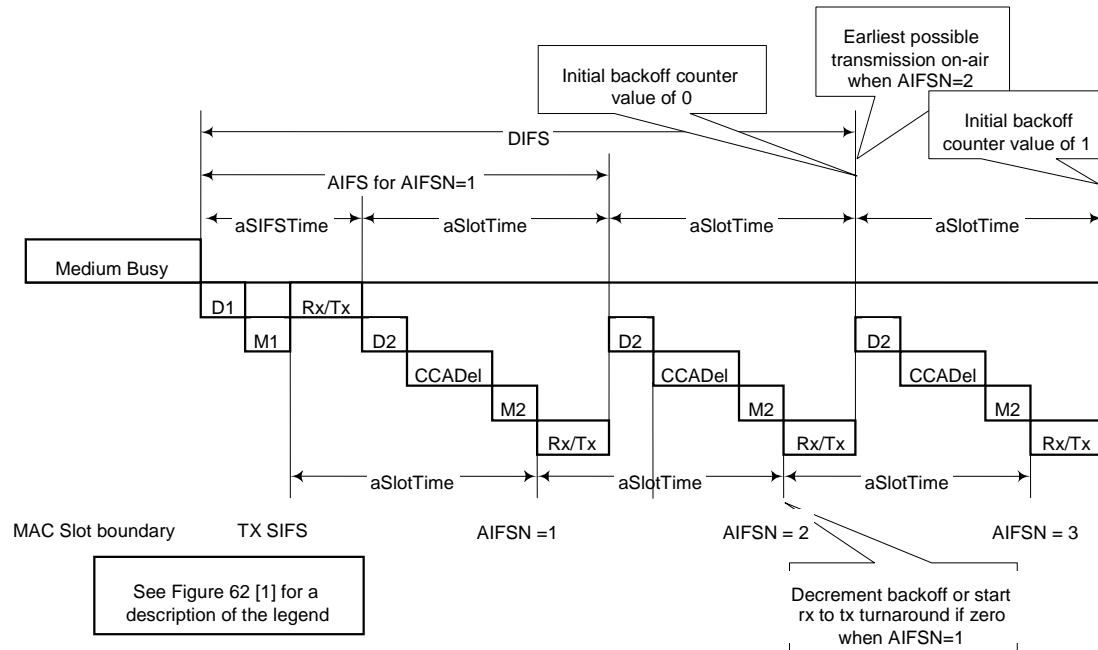 Earliest possible
transmission on-air
when AIFSN=2
Initial backoff counter
value of 0
Initial backoff
counter value of 1
DIFS
AIFS for AIFSN=1
aSIFSTime
aSlotTime
aSlotTime
aSlotTime
Medium Busy
D1
Rx/Tx
M1
D2
D2
D2
CCADel
CCADel
CCADel
M2
M2
M2
Rx/Tx
Rx/Tx
Rx/Tx
aSlotTime
aSlotTime
aSlotTime
MAC Slot boundary
TX SIFS
AIFSN =1
AIFSN = 2
AIFSN = 3
See Figure 62 [1] for a
description of the legend
Decrement backoff or start
rx to tx turnaround if zero
when AIFSN=1